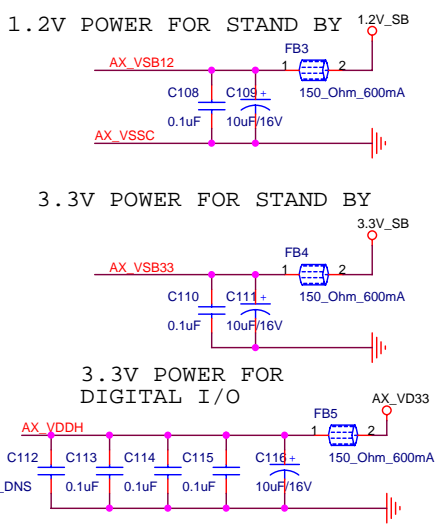 1.2V POWER FOR STAND BY
1.2V_SB
FB3
AX_VSB12
1 2
C108 C109 + 150_Ohm_600mA
0.1uF 10uF/16V
AX_VSSC
3.3V POWER FOR STAND BY
3.3V_SB
FB4
AX_VSB33
1 2
C110 C111 + 150_Ohm_600mA
0.1uF 10uF/16V
3.3V POWER FOR
DIGITAL I/O
AX_VD33
FB5
AX_VDDH
1 2
C112 C113 C114 C115 C116 + 150_Ohm_600mA
_DNS 0.1uF 0.1uF 0.1uF 10uF/16V